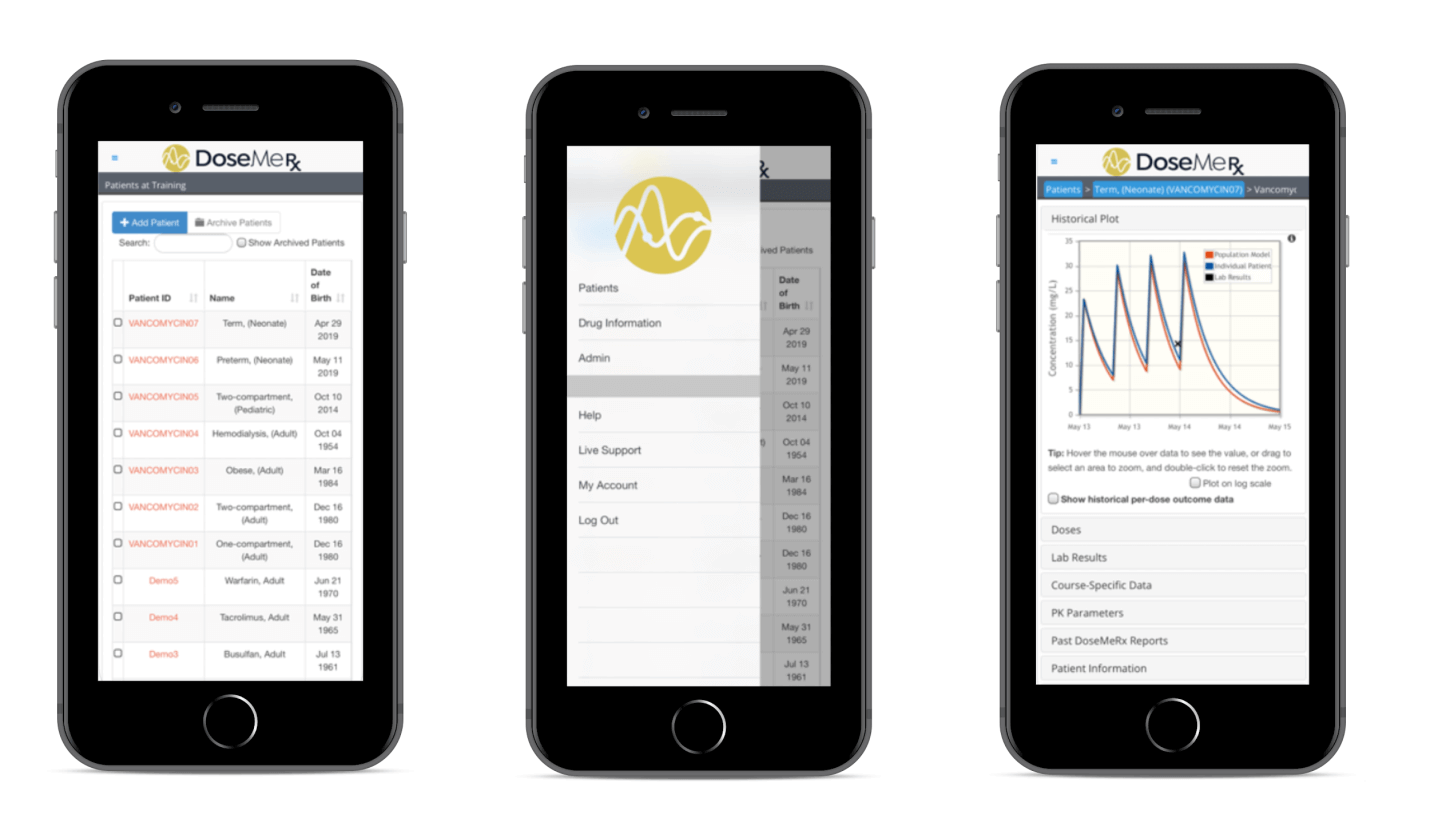 DoseMeRx
Patients at Training
Add Patient Archive Patients
Search: Show Archived Patients
Patient ID Name Date of Birth
VANCOMYCIN07 Term, (Neonate) Apr 29 2019
VANCOMYCIN06 Preterm, (Neonate) May 11 2019
VANCOMYCIN05 Two-compartment, (Pediatric) Oct 10 2014
VANCOMYCIN04 Hemodialysis, (Adult) Oct 04 1954
VANCOMYCIN03 Obese, (Adult) Mar 16 1984
VANCOMYCIN02 Two-compartment, (Adult) Dec 16 1980
VANCOMYCIN01 One-compartment, (Adult) Dec 16 1980
Demo5 Warfarin, Adult Jun 21 1970
Demo4 Tacrolimus, Adult May 31 1965
Demo3 Busulfan, Adult Jul 13 1961
Rx
Patients
Drug Information
Admin
Help
Live Support
My Account
Log Out
ived Patients
Date of Birth
Apr 29 2019
May 11 2019
Oct 10 2014
Oct 04 1954
Mar 16 1984
Dec 16 1980
Dec 16 1980
Jun 21 1970
May 31 1965
Jul 13 1961
DoseMeRx
Patients > Term, (Neonate) (VANCOMYCIN07) > Vancomyc
Historical Plot
Population Model
Individual Patient
Lab Results
Concentration (mg/L)
35
30
25
20
15
10
5
0
May 13 May 13 May 14 May 14 May 15
Tip: Hover the mouse over data to see the value, or drag to
select an area to zoom, and double-click to reset the zoom.
Plot on log scale
Show historical per-dose outcome data
Doses
Lab Results
Course-Specific Data
PK Parameters
Past DoseMeRx Reports
Patient Information